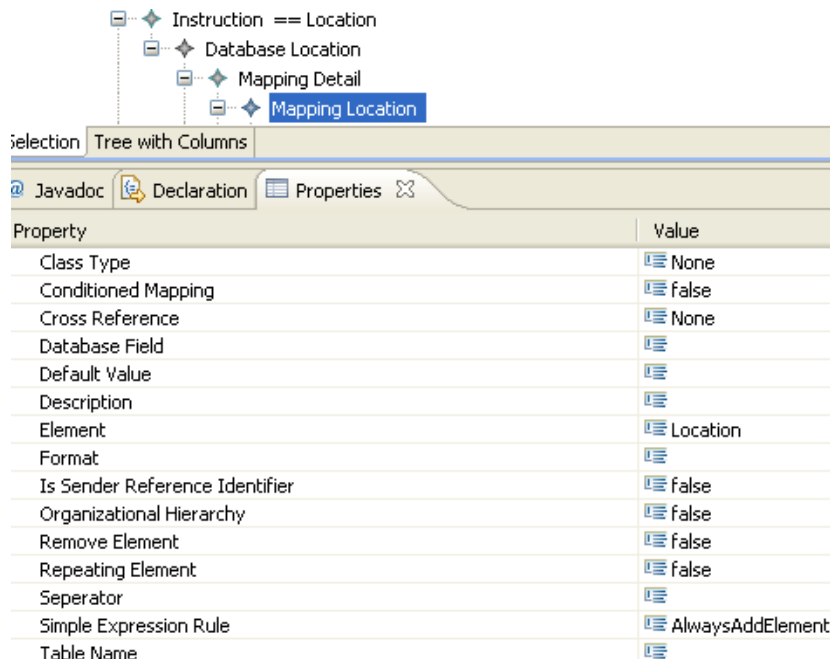 Instruction == Location
Database Location
Mapping Detail
Mapping Location
Selection Tree with Columns
@ Javadoc Declaration Properties
Property Value
Class Type None
Conditioned Mapping false
Cross Reference None
Database Field
Default Value
Description
Element Location
Format
Is Sender Reference Identifier false
Organizational Hierarchy false
Remove Element false
Repeating Element false
Seperator
Simple Expression Rule AlwaysAddElement
Table Name